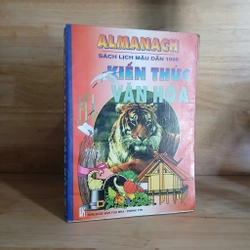 ALMANACH
SÁCH LỊCH MẬU DẦN 1998
KIẾN THỨC
VĂN HÓA